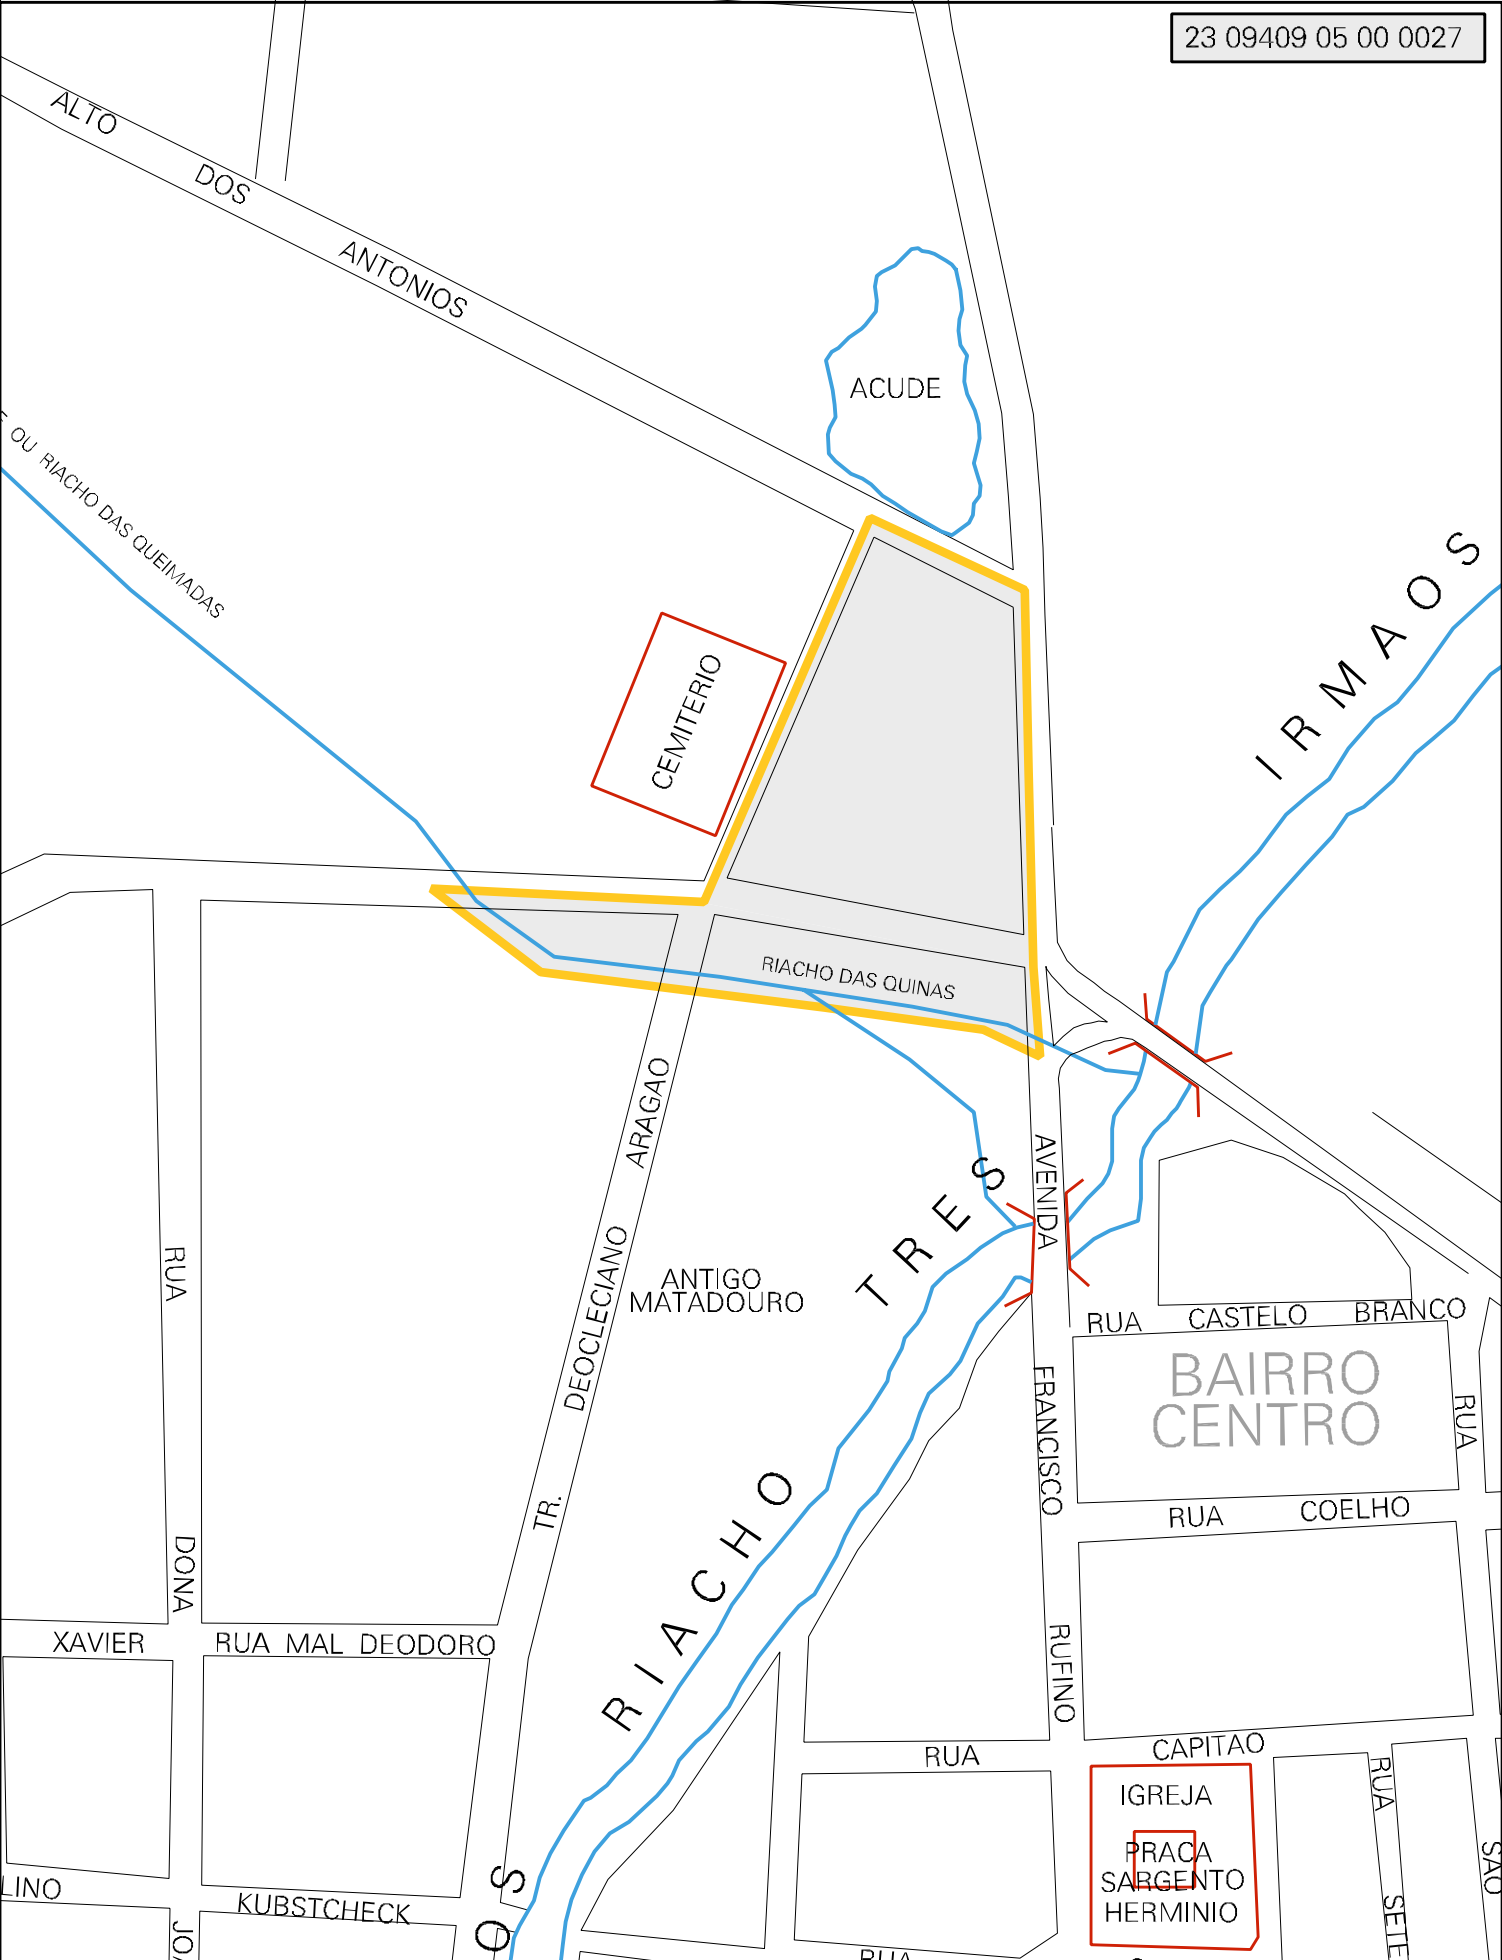 23 09409 05 00 0027
ALTO DOS ANTONIOS
ACUDE
OU RIACHO DAS QUEIMADAS
IRMAOS
CEMITERIO
RIACHO DAS QUINAS
TR. DEOCLECIANO ARAGAO
AVENIDA FRANCISCO RUFINO
RUA DONA
TRES
ANTIGO
MATADOURO
RUA CASTELO BRANCO
BAIRRO
CENTRO
RUA
RUA COELHO
RIACHO
XAVIER
RUA MAL DEODORO
RUA CAPITAO
IGREJA
PRACA
SARGENTO
HERMINIO
RUA
SETE
SAO
LINO
KUBSTCHECK
JO
OS
RUA